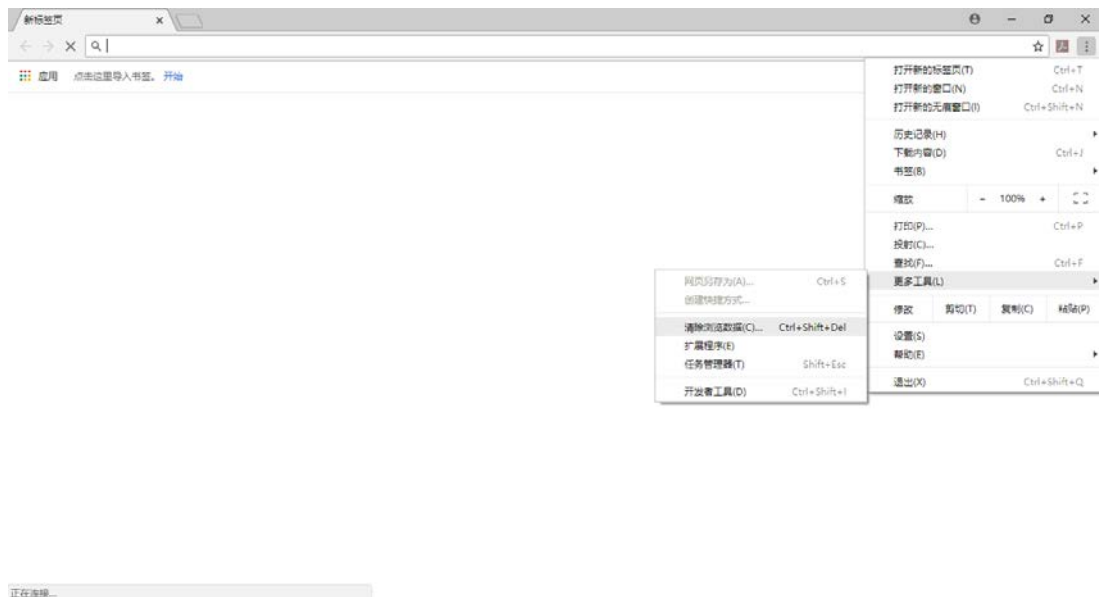 新标签页
应用 点击这里导入书签。 开始
打开新的标签页(T) Ctrl+T
打开新的窗口(N) Ctrl+N
打开新的无痕窗口(I) Ctrl+Shift+N
历史记录(H)
下载内容(D) Ctrl+J
书签(B)
缩放 - 100% +
打印(P)... Ctrl+P
投射(C)...
查找(F)... Ctrl+F
更多工具(L)
修改 剪切(T) 复制(C) 粘贴(P)
设置(S)
帮助(E)
退出(X) Ctrl+Shift+Q
网页另存为(A)... Ctrl+S
创建快捷方式...
清除浏览数据(C)... Ctrl+Shift+Del
扩展程序(E)
任务管理器(T) Shift+Esc
开发者工具(D) Ctrl+Shift+I
正在连接...